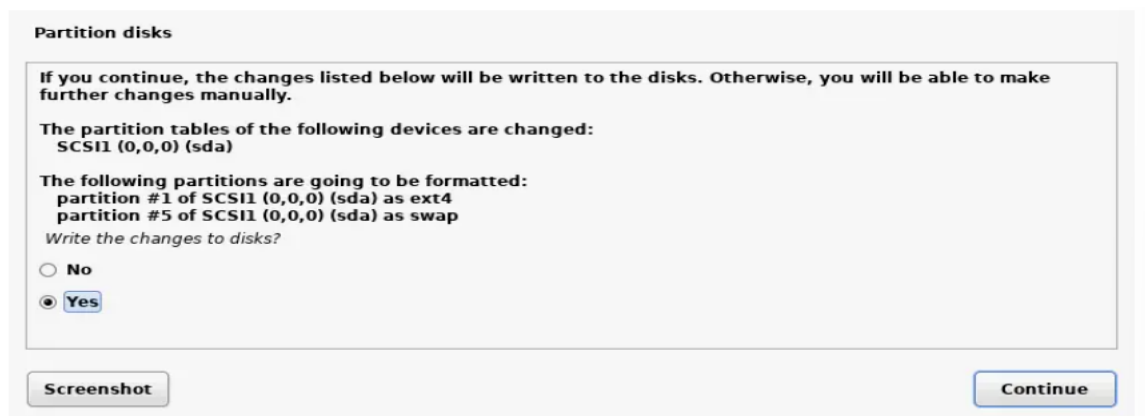 Partition disks
If you continue, the changes listed below will be written to the disks. Otherwise, you will be able to make
further changes manually.
The partition tables of the following devices are changed:
SCSI1 (0,0,0) (sda)
The following partitions are going to be formatted:
partition #1 of SCSI1 (0,0,0) (sda) as ext4
partition #5 of SCSI1 (0,0,0) (sda) as swap
Write the changes to disks?
No
Yes
Screenshot
Continue